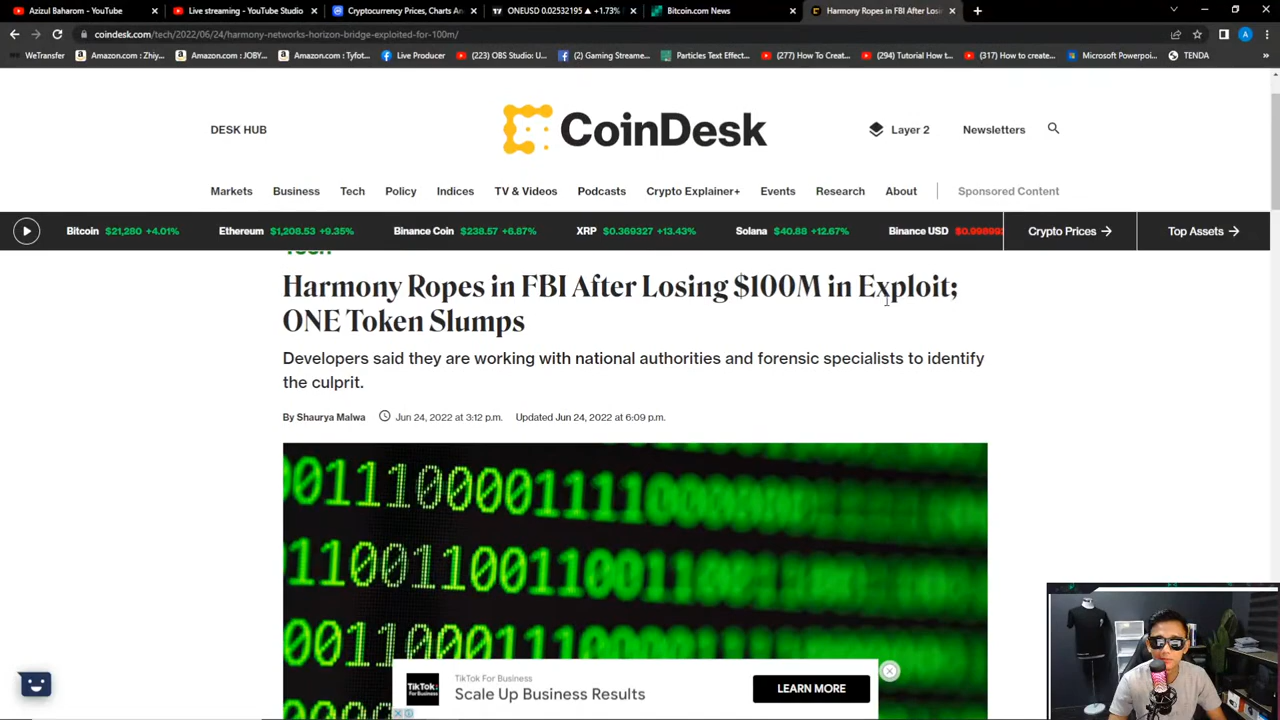 Azizul Baharom - YouTube
Live streaming - YouTube Studio
Cryptocurrency Prices, Charts An
ONEUSD 0.02532195 ▲ +1.73%
Bitcoin.com News
Harmony Ropes in FBI After Losi
coindesk.com/tech/2022/06/24/harmony-networks-horizon-bridge-exploited-for-100m/
A
WeTransfer
Amazon.com : Zhiy...
Amazon.com : JOBY...
Amazon.com : Tyfot...
Live Producer
(223) OBS Studio: U...
(2) Gaming Streame...
Particles Text Effect...
(277) How To Creat...
(294) Tutorial How t...
(317) How to create...
Microsoft Powerpoi...
TENDA
DESK HUB
CoinDesk
Layer 2
Newsletters
Markets
Business
Tech
Policy
Indices
TV & Videos
Podcasts
Crypto Explainer+
Events
Research
About
Sponsored Content
Bitcoin $21,280 +4.01%
Ethereum $1,208.53 +9.35%
Binance Coin $238.57 +6.87%
XRP $0.369327 +13.43%
Solana $40.88 +12.67%
Binance USD
Crypto Prices →
Top Assets →
Harmony Ropes in FBI After Losing $100M in Exploit;
ONE Token Slumps
Developers said they are working with national authorities and forensic specialists to identify
the culprit.
By Shaurya Malwa
Jun 24, 2022 at 3:12 p.m.
Updated Jun 24, 2022 at 6:09 p.m.
TikTok For Business
TikTok
For Business
Scale Up Business Results
LEARN MORE